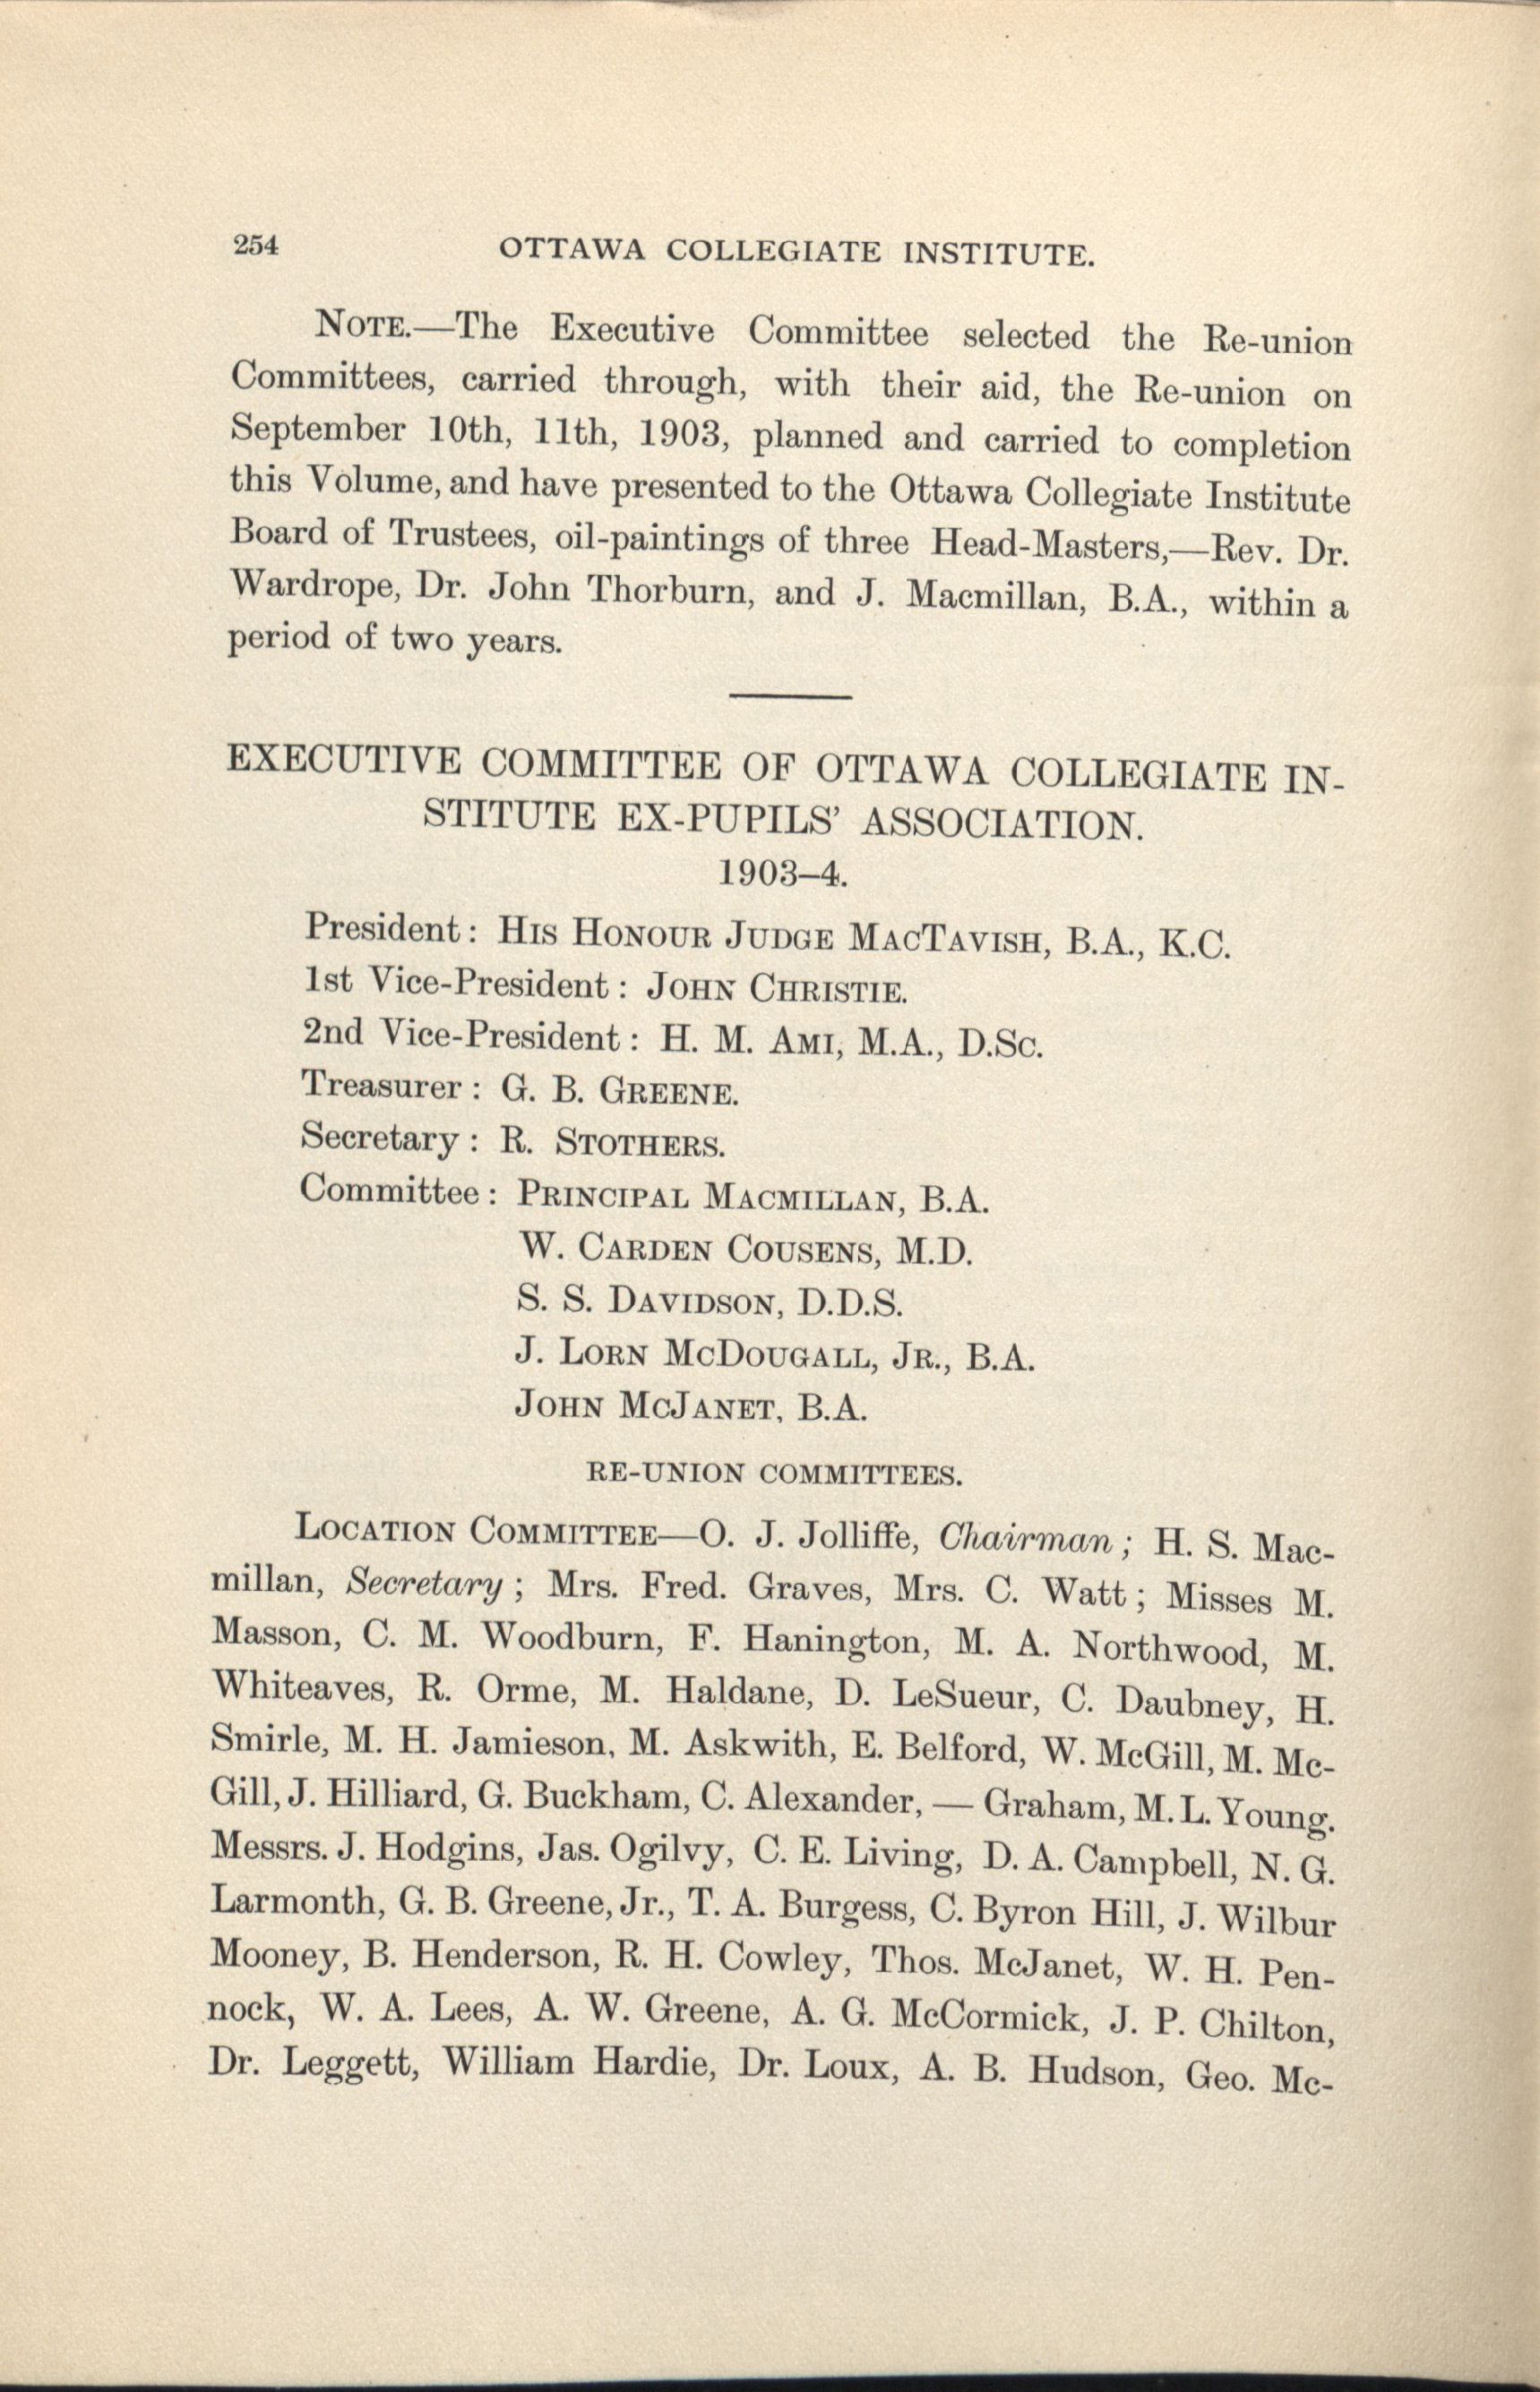 254 OTTAWA COLLEGIATE INSTITUTE.
NOTE.—The Executive Committee selected the Re-union
Committees, carried through, with their aid, the Re-union on
September 10th, 11th, 1903, planned and carried to completion
this Volume, and have presented to the Ottawa Collegiate Institute
Board of Trustees, oil-paintings of three Head-Masters,—Rev. Dr.
Wardrope, Dr. John Thorburn, and J. Macmillan, B.A., within a
period of two years.
EXECUTIVE COMMITTEE OF OTTAWA COLLEGIATE IN-
STITUTE EX-PUPILS' ASSOCIATION.
1903–4.
President : HIS HONOUR JUDGE MACTAVISH, B.A., K.C.
1st Vice-President : JOHN CHRISTIE.
2nd Vice-President : H. M. AMI, M.A., D.SC.
Treasurer : G. B. GREENE.
Secretary : R. STOTHERS.
Committee : PRINCIPAL MACMILLAN, B.A.
W. CARDEN COUSENS, M.D.
S. S. DAVIDSON, D.D.S.
J. LORN MCDOUGALL, JR., B.A.
JOHN MCJANET, B.A.
RE-UNION COMMITTEES.
LOCATION COMMITTEE—O. J. Jolliffe, Chairman ; H. S. Mac-
millan, Secretary ; Mrs. Fred. Graves, Mrs. C. Watt ; Misses M.
Masson, C. M. Woodburn, F. Hanington, M. A. Northwood, M.
Whiteaves, R. Orme, M. Haldane, D. LeSueur, C. Daubney, H.
Smirle, M. H. Jamieson, M. Askwith, E. Belford, W. McGill, M. Mc-
Gill, J. Hilliard, G. Buckham, C. Alexander, — Graham, M. L. Young.
Messrs. J. Hodgins, Jas. Ogilvy, C. E. Living, D. A. Campbell, N. G.
Larmonth, G. B. Greene, Jr., T. A. Burgess, C. Byron Hill, J. Wilbur
Mooney, B. Henderson, R. H. Cowley, Thos. McJanet, W. H. Pen-
nock, W. A. Lees, A. W. Greene, A. G. McCormick, J. P. Chilton,
Dr. Leggett, William Hardie, Dr. Loux, A. B. Hudson, Geo. Mc-